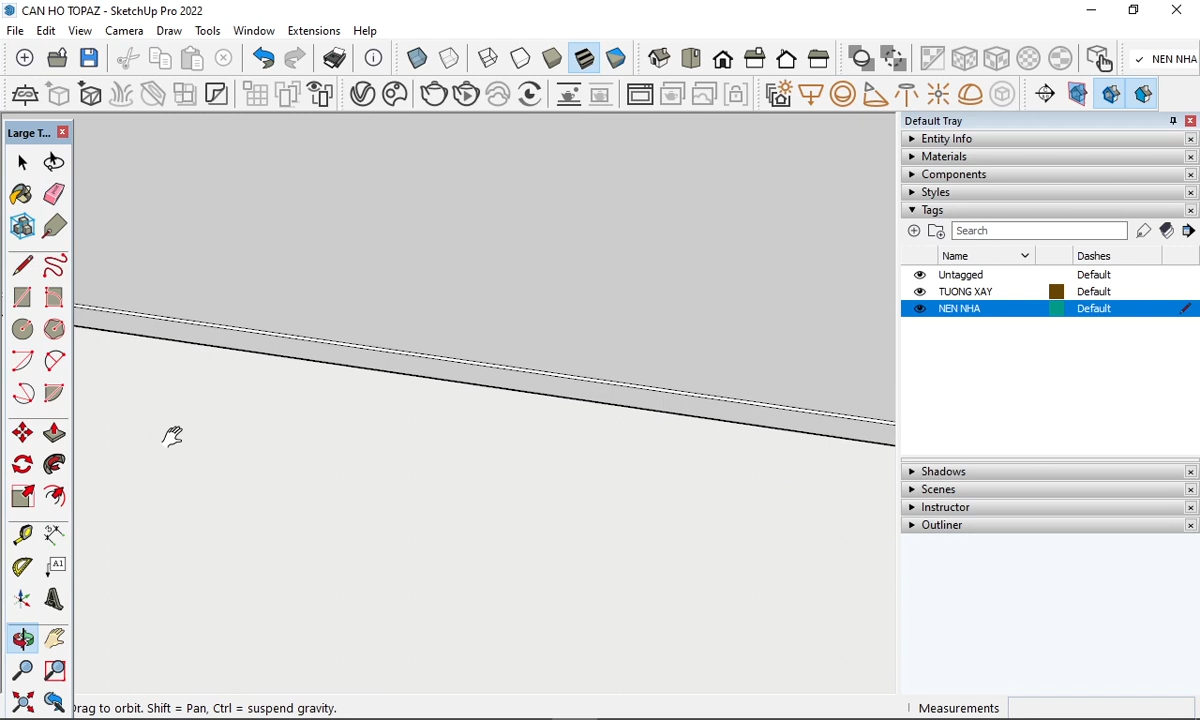 CAN HO TOPAZ - SketchUp Pro 2022
File Edit View Camera Draw Tools Window Extensions Help
✓ NEN NHA
Large T...
Default Tray
Entity Info
Materials
Components
Styles
Tags
Search
Name Dashes
Untagged Default
TUONG XAY Default
NEN NHA Default
Shadows
Scenes
Instructor
Outliner
A1
rag to orbit. Shift = Pan, Ctrl = suspend gravity.
Measurements